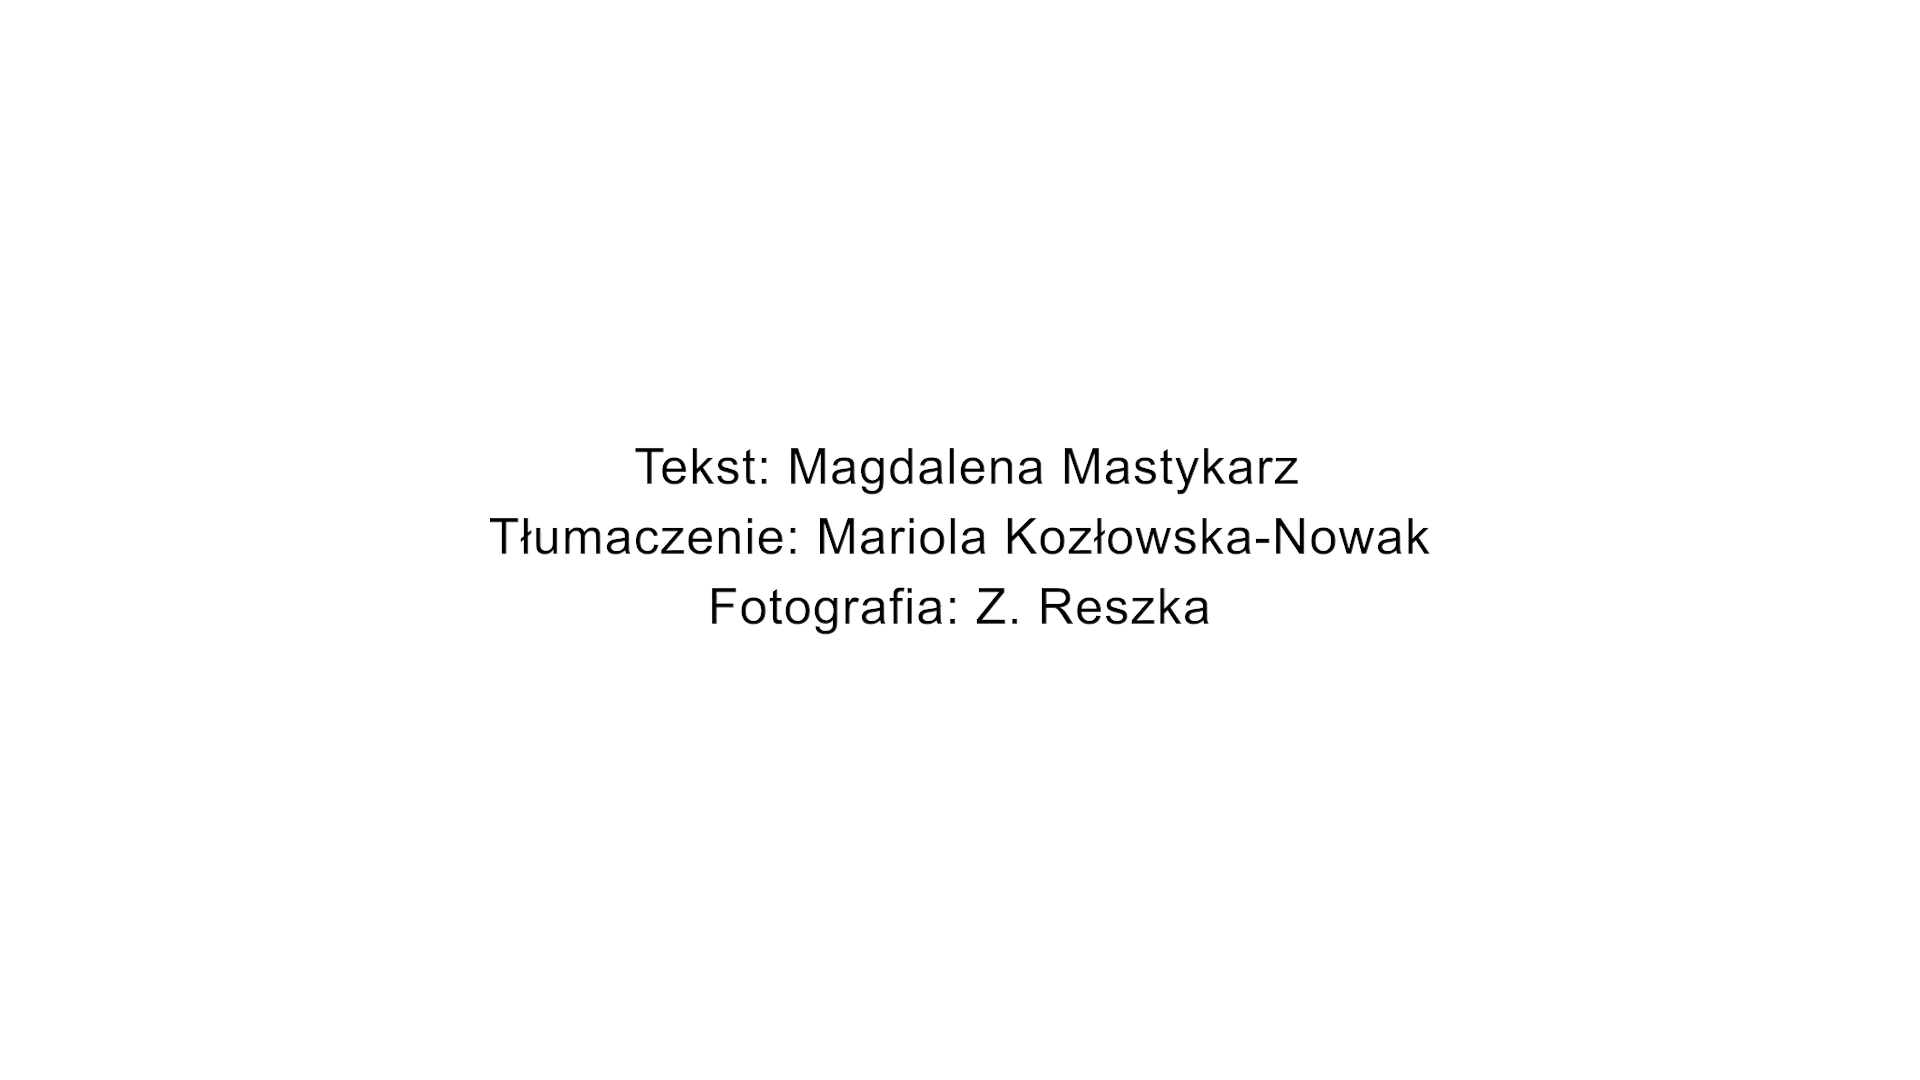 Tekst: Magdalena Mastykarz
Tłumaczenie: Mariola Kozłowska-Nowak
Fotografia: Z. Reszka